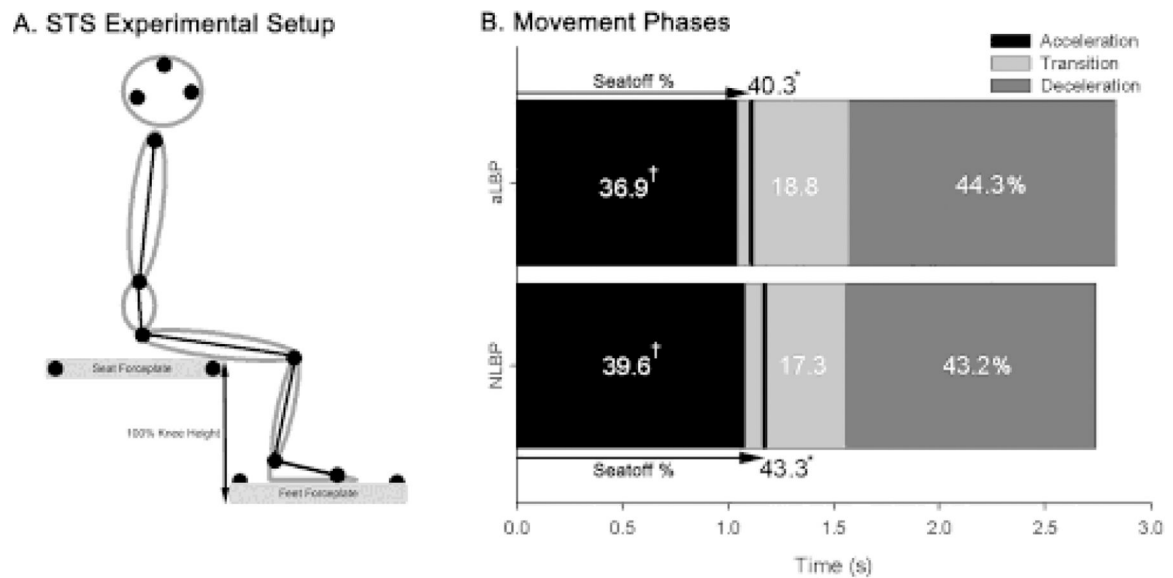 A. STS Experimental Setup
Seat Forceplate
100% Knee Height
Feet Forceplate
B. Movement Phases
Acceleration
Transition
Deceleration
Seatoff %
40.3*
aLBP
36.9†
18.8
44.3%
NLBP
39.6†
17.3
43.2%
Seatoff %
43.3*
0.0 0.5 1.0 1.5 2.0 2.5 3.0
Time (s)